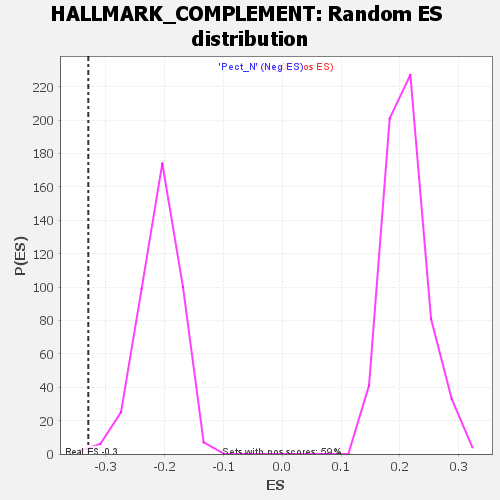 HALLMARK_COMPLEMENT: Random ES
distribution
'Pect_N' (Neg ES)os ES)
220
200
180
160
140
120
100
80
60
40
20
0
P(ES)
Real ES -0.3
Sets with pos scores: 59%
-0.3 -0.2 -0.1 0.0 0.1 0.2 0.3
ES